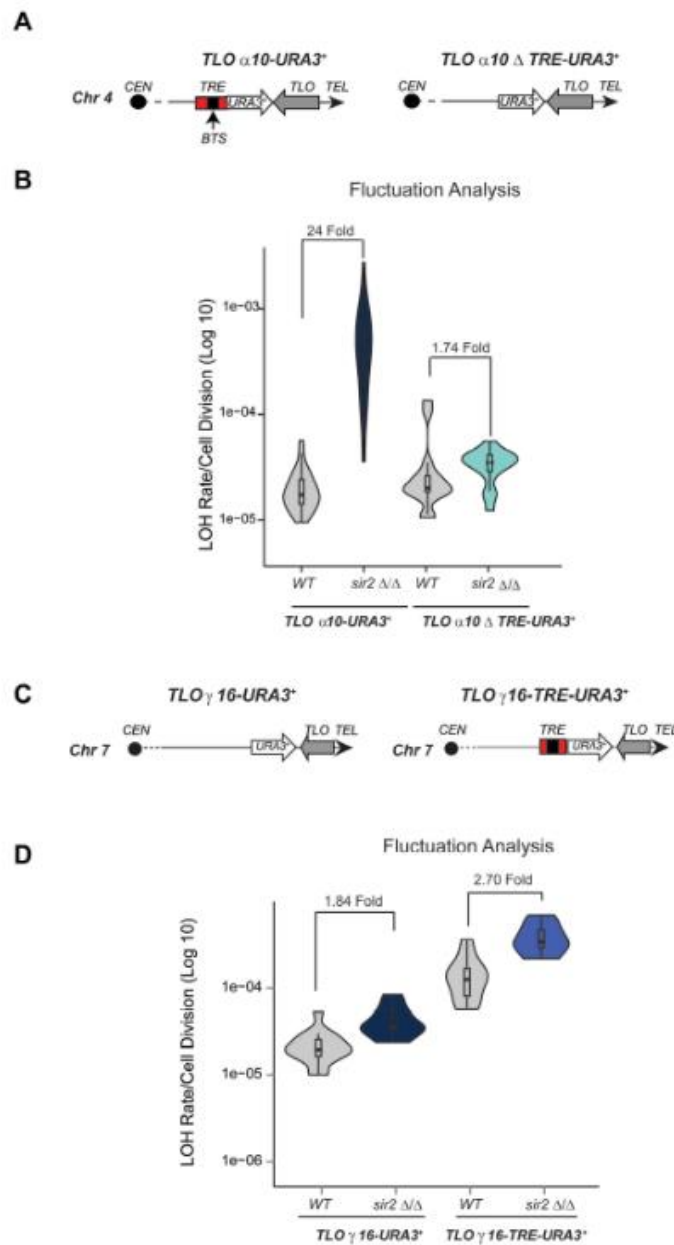 A
TLO α10-URA3⁺ TLO α10 Δ TRE-URA3⁺
Chr 4 CEN TRE URA3⁺ TLO TEL CEN URA3⁺ TLO TEL
BTS
B
Fluctuation Analysis
24 Fold
1.74 Fold
LOH Rate/Cell Division (Log 10)
1e−03
1e−04
1e−05
WT sir2 Δ/Δ WT sir2 Δ/Δ
TLO α10-URA3⁺ TLO α10 Δ TRE-URA3⁺
C
TLO γ 16-URA3⁺ TLO γ 16-TRE-URA3⁺
Chr 7 CEN URA3⁺ TLO TEL Chr 7 CEN TRE URA3⁺ TLO TEL
D
Fluctuation Analysis
2.70 Fold
1.84 Fold
LOH Rate/Cell Division (Log 10)
1e−04
1e−05
1e−06
WT sir2 Δ/Δ WT sir2 Δ/Δ
TLO γ 16-URA3⁺ TLO γ 16-TRE-URA3⁺